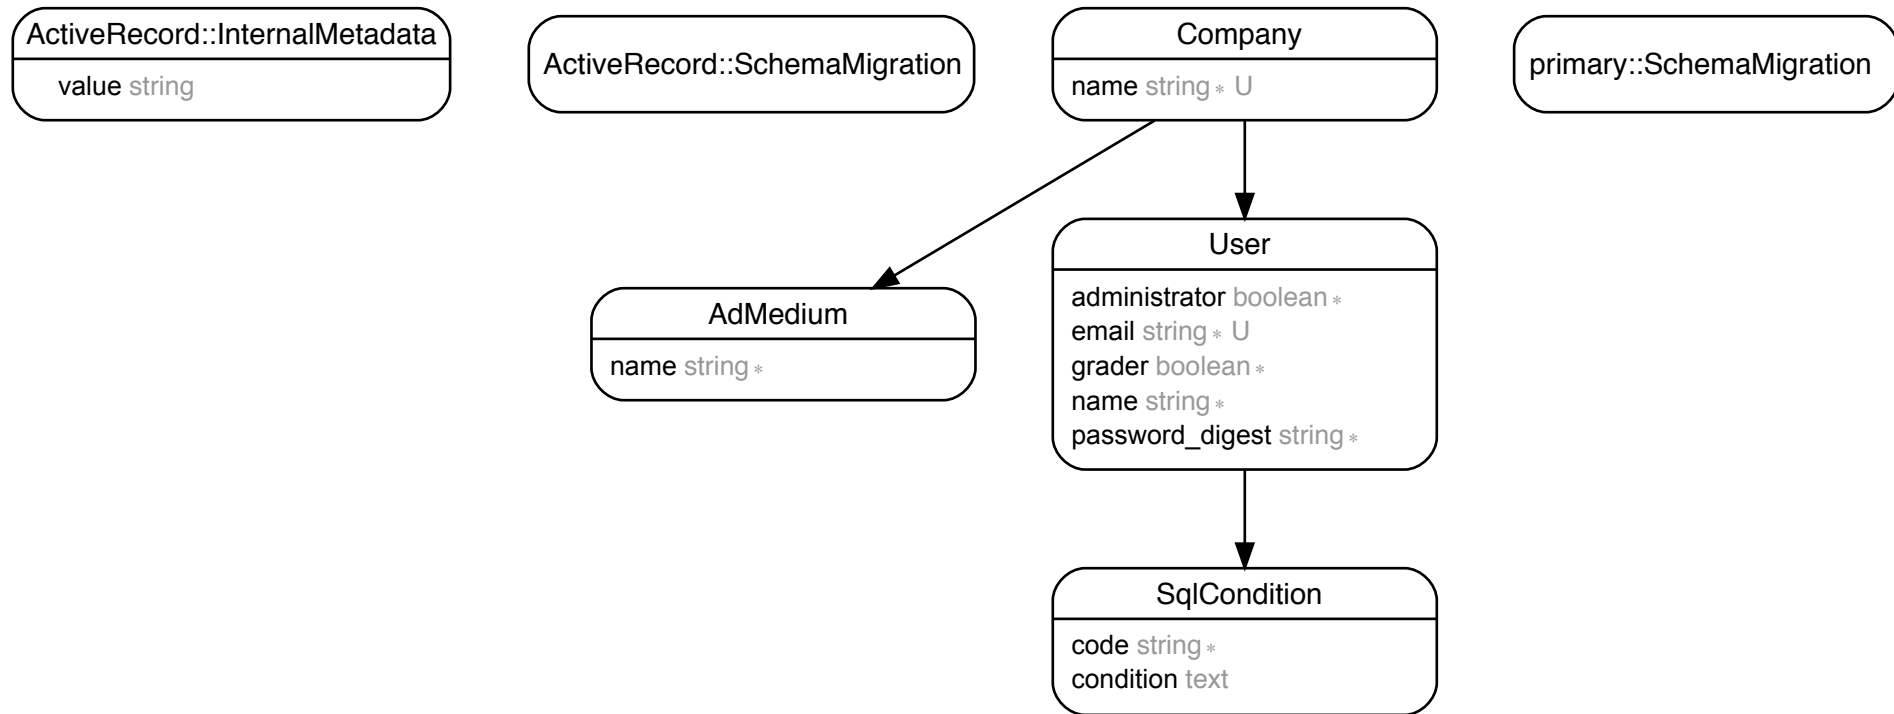 ActiveRecord::InternalMetadata
value string
ActiveRecord::SchemaMigration
Company
name string * U
primary::SchemaMigration
AdMedium
name string *
User
administrator boolean *
email string * U
grader boolean *
name string *
password_digest string *
SqlCondition
code string *
condition text